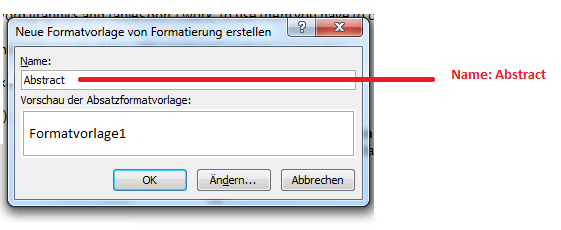 Neue Formatvorlage von Formatierung erstellen
Name:
Abstract
Name: Abstract
Vorschau der Absatzformatvorlage:
Formatvorlage1
OK
Ändern...
Abbrechen